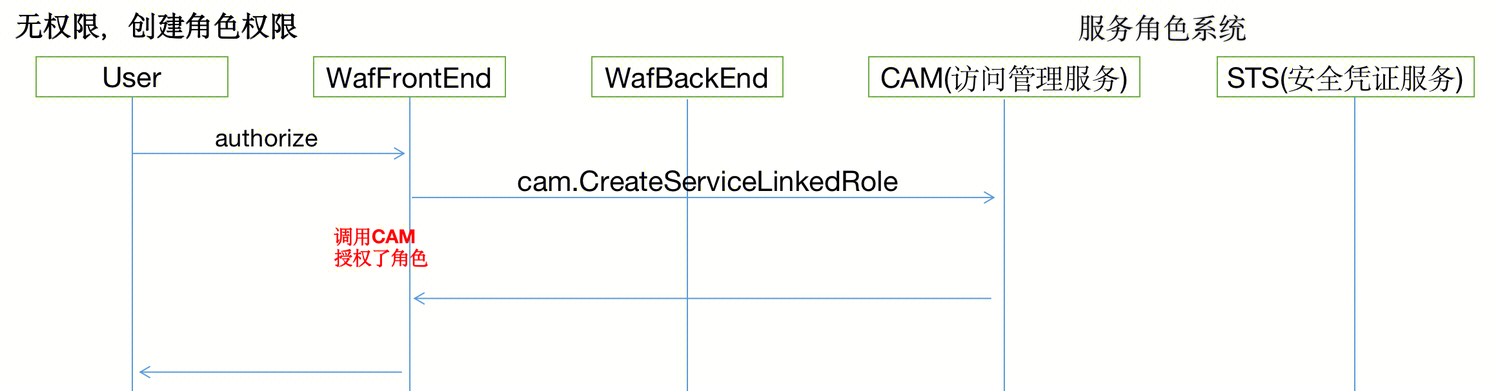 无权限，创建角色权限
服务角色系统
User
WafFrontEnd
WafBackEnd
CAM(访问管理服务)
STS(安全凭证服务)
authorize
cam.CreateServiceLinkedRole
调用CAM
授权了角色